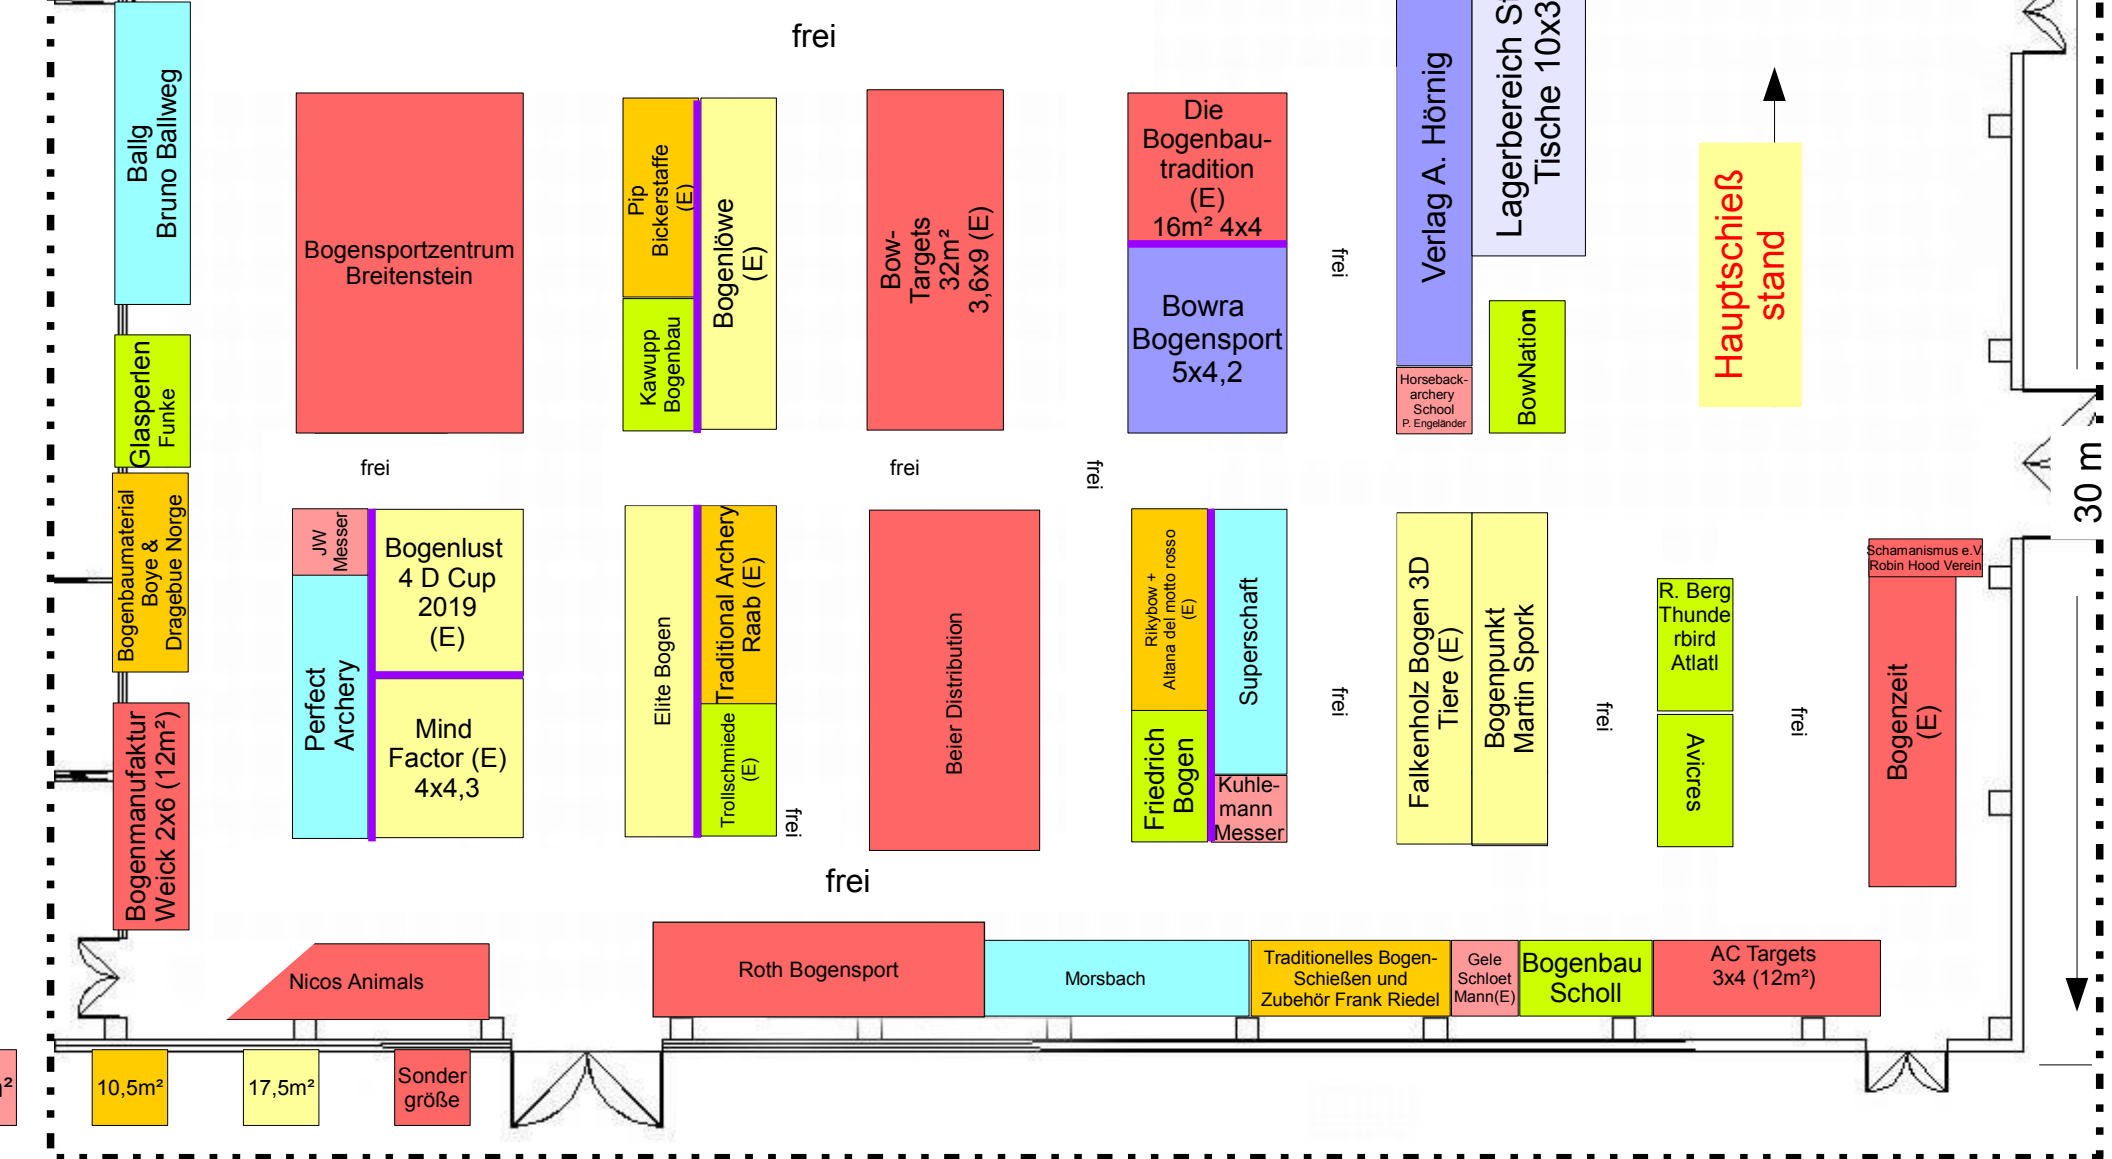 frei
Ballg
Bruno Ballweg
Glasperlen
Funke
Bogenbaumaterial
Boye &
Dragebue Norge
Bogenmanufaktur
Weick 2x6 (12m²)
Bogensportzentrum
Breitenstein
Pip
Bickerstaffe
(E)
Kawupp
Bogenbau
Bogenlöwe
(E)
Bow-
Targets
32m²
3,6x9 (E)
Die
Bogenbau-
tradition
(E)
16m² 4x4
Bowra
Bogensport
5x4,2
frei
Verlag A. Hörnig
Lagerbereich
Tische
Horseback-
archery
School
P. Engeländer
BowNation
Hauptschieß
stand
30 m
frei
frei
frei
JW
Messer
Perfect
Archery
Bogenlust
4 D Cup
2019
(E)
Mind
Factor (E)
4x4,3
Elite Bogen
Traditional Archery
Raab (E)
Trollschmiede
(E)
frei
Beier Distribution
Rikybow +
Altana del motto rosso
(E)
Friedrich
Bogen
Superschaft
Kuhle-
mann
Messer
frei
Falkenholz Bogen 3D
Tiere (E)
Bogenpunkt
Martin Spork
frei
R. Berg
Thunde
rbird
Atlatl
Avicres
frei
Schamanismus e.V.
Robin Hood Verein
Bogenzeit
(E)
frei
Nicos Animals
Roth Bogensport
Morsbach
Traditionelles Bogen-
Schießen und
Zubehör Frank Riedel
Gele
Schloet
Mann(E)
Bogenbau
Scholl
AC Targets
3x4 (12m²)
10,5m²
17,5m²
Sonder
größe